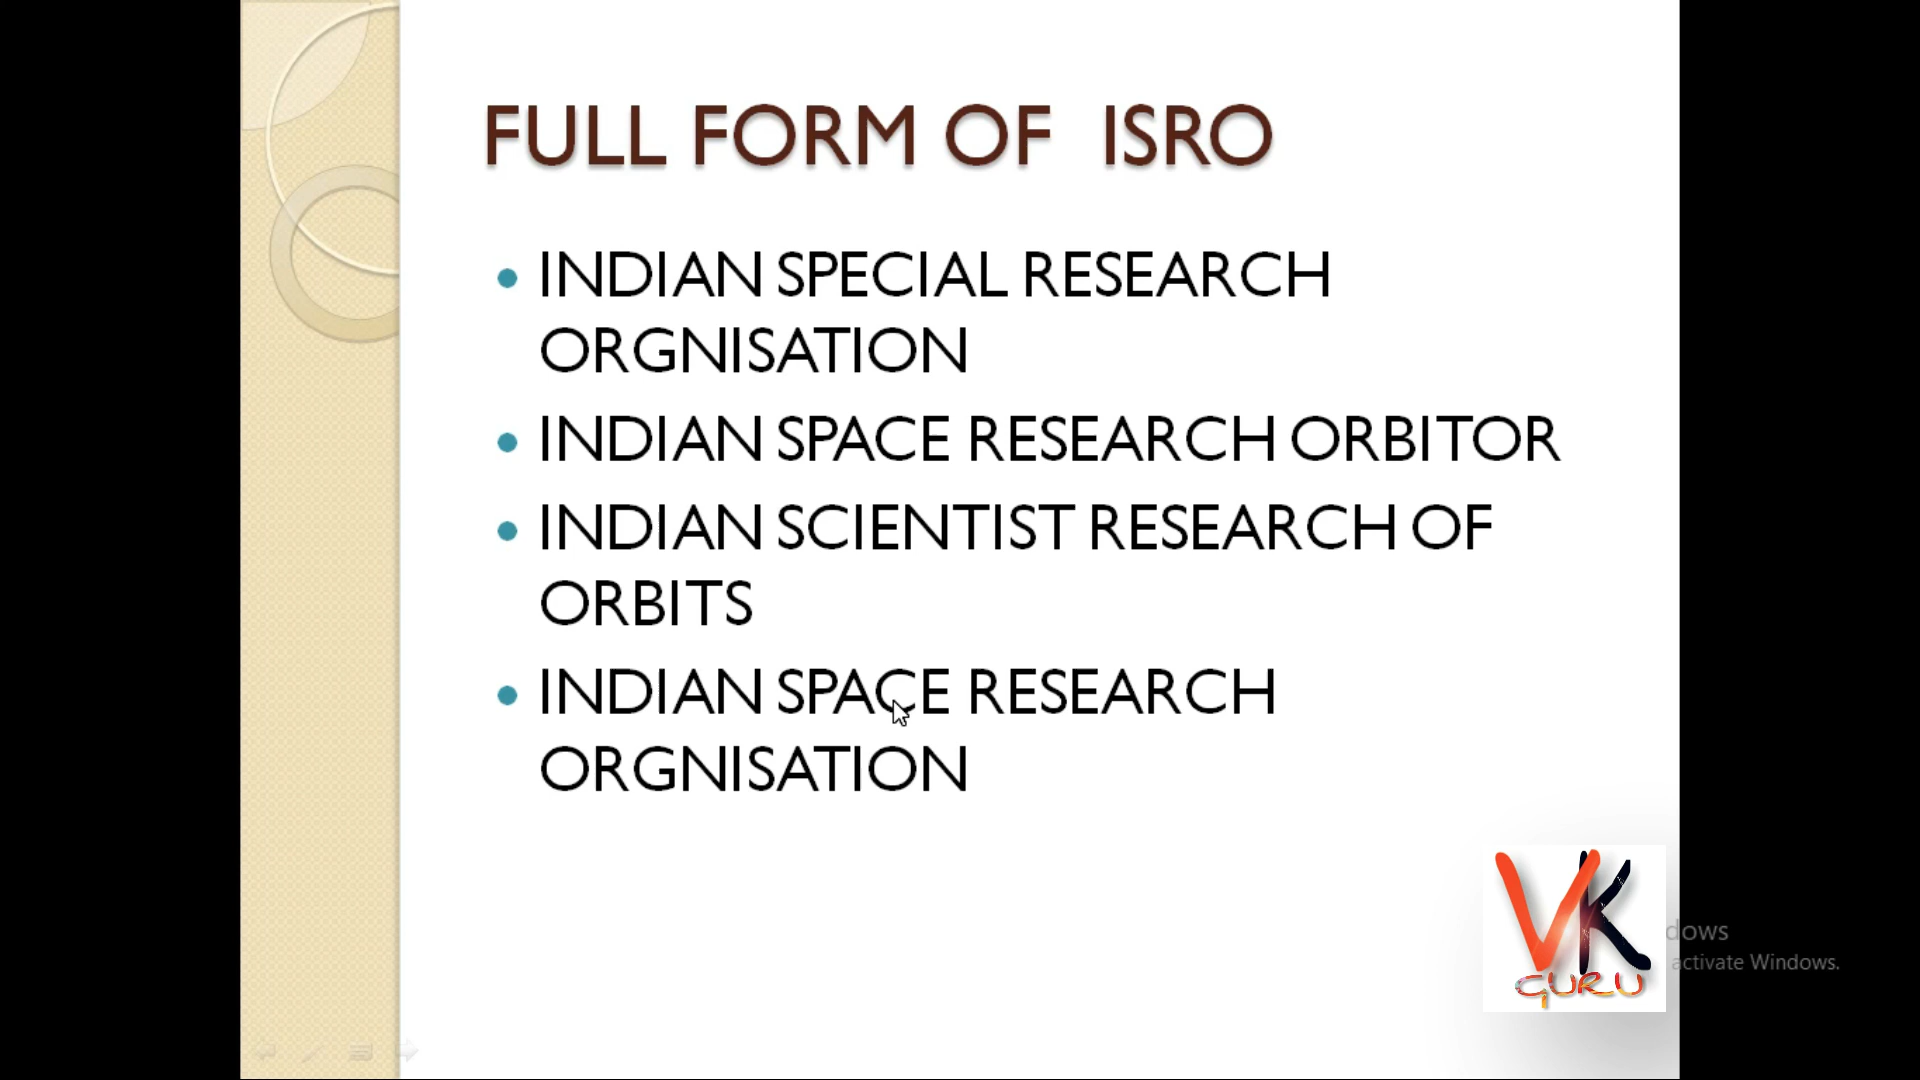 FULL FORM OF ISRO
INDIAN SPECIAL RESEARCH
ORGNISATION
INDIAN SPACE RESEARCH ORBITOR
INDIAN SCIENTIST RESEARCH OF
ORBITS
INDIAN SPACE RESEARCH
ORGNISATION
VK
GURU
dows
activate Windows.